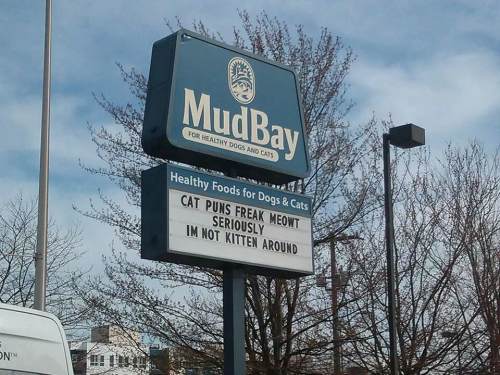 MudBay
FOR HEALTHY DOGS AND CATS
Healthy Foods for Dogs & Cats
CAT PUNS FREAK MEOWT
SERIOUSLY
IM NOT KITTEN AROUND
ON™